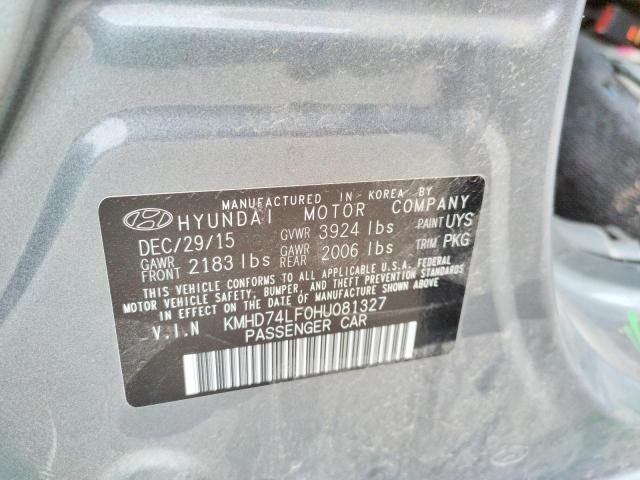 MANUFACTURED IN KOREA BY
HYUNDAI MOTOR COMPANY
DEC/29/15 GVWR 3924 lbs PAINT UYS
GAWR FRONT 2183 lbs GAWR REAR 2006 lbs TRIM PKG
THIS VEHICLE CONFORMS TO ALL APPLICABLE U.S.A. FEDERAL
MOTOR VEHICLE SAFETY, BUMPER, AND THEFT PREVENTION
STANDARDS IN EFFECT ON THE DATE OF MANUFACTURE SHOWN ABOVE.
V.I.N KMHD74LF0HU081327
PASSENGER CAR